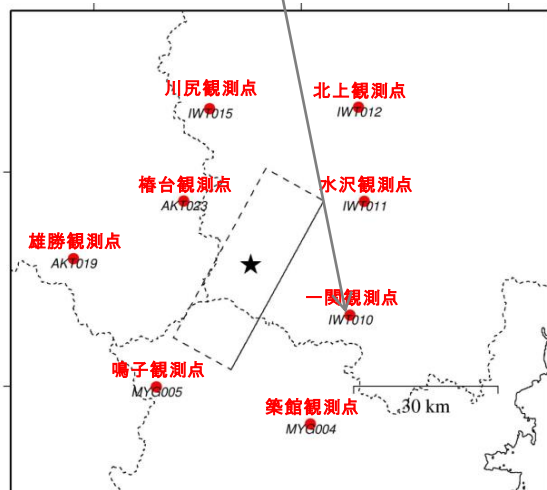 川尻観測点
IWT015
北上観測点
IWT012
椿台観測点
AKT023
水沢観測点
IWT011
雄勝観測点
AKT019
一関観測点
IWT010
鳴子観測点
MYG005
30 km
築館観測点
MYG004